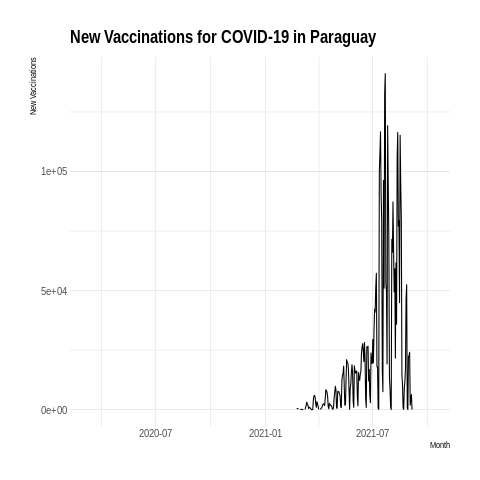 New Vaccinations for COVID-19 in Paraguay
New Vaccinations
1e+05
5e+04
0e+00
2020-07 2021-01 2021-07
Month